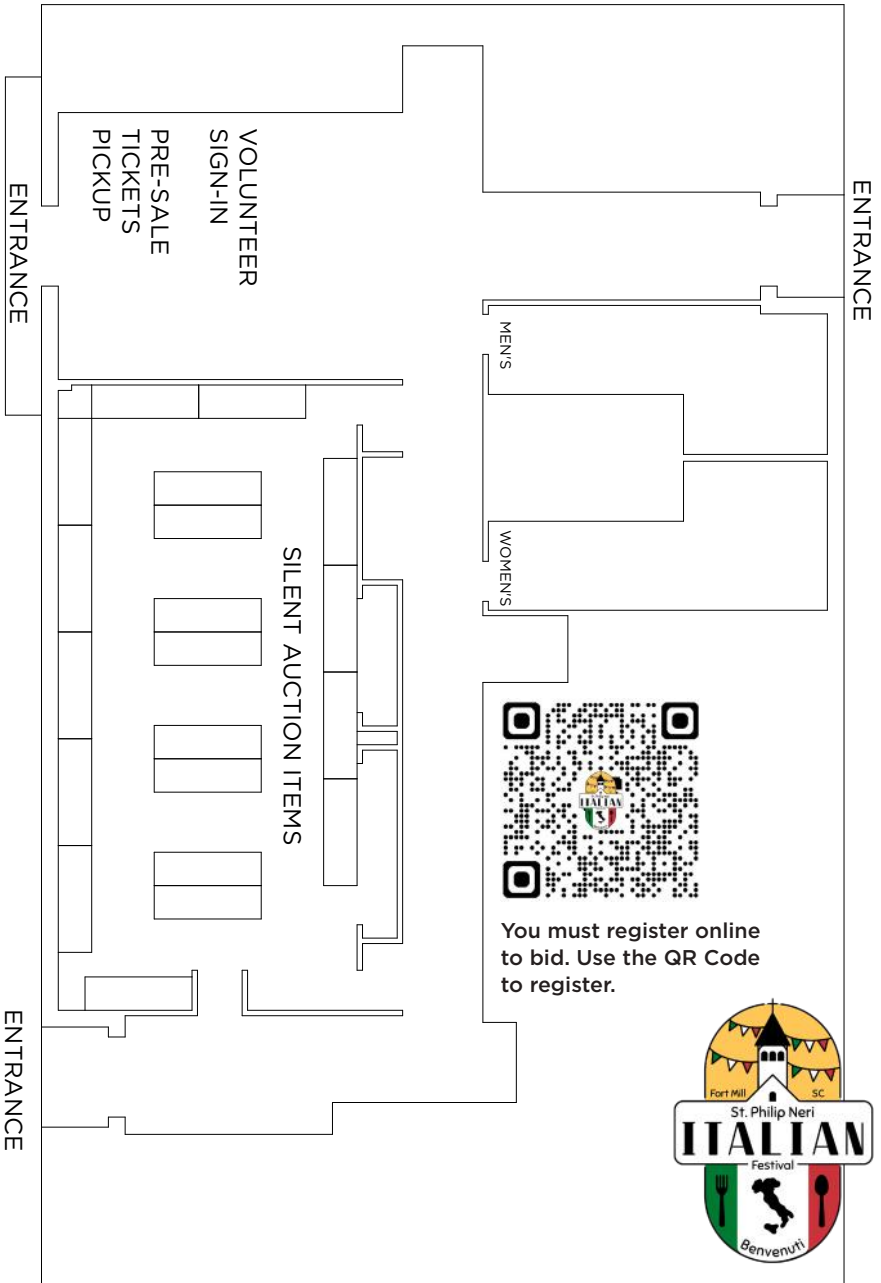 ENTRANCE
ENTRANCE
VOLUNTEER
SIGN-IN
PRE-SALE
TICKETS
PICKUP
MEN'S
WOMEN'S
SILENT AUCTION ITEMS
ITALIAN
You must register online
to bid. Use the QR Code
to register.
ENTRANCE
Fort Mill SC
St. Philip Neri
ITALIAN
Festival
Benvenuti